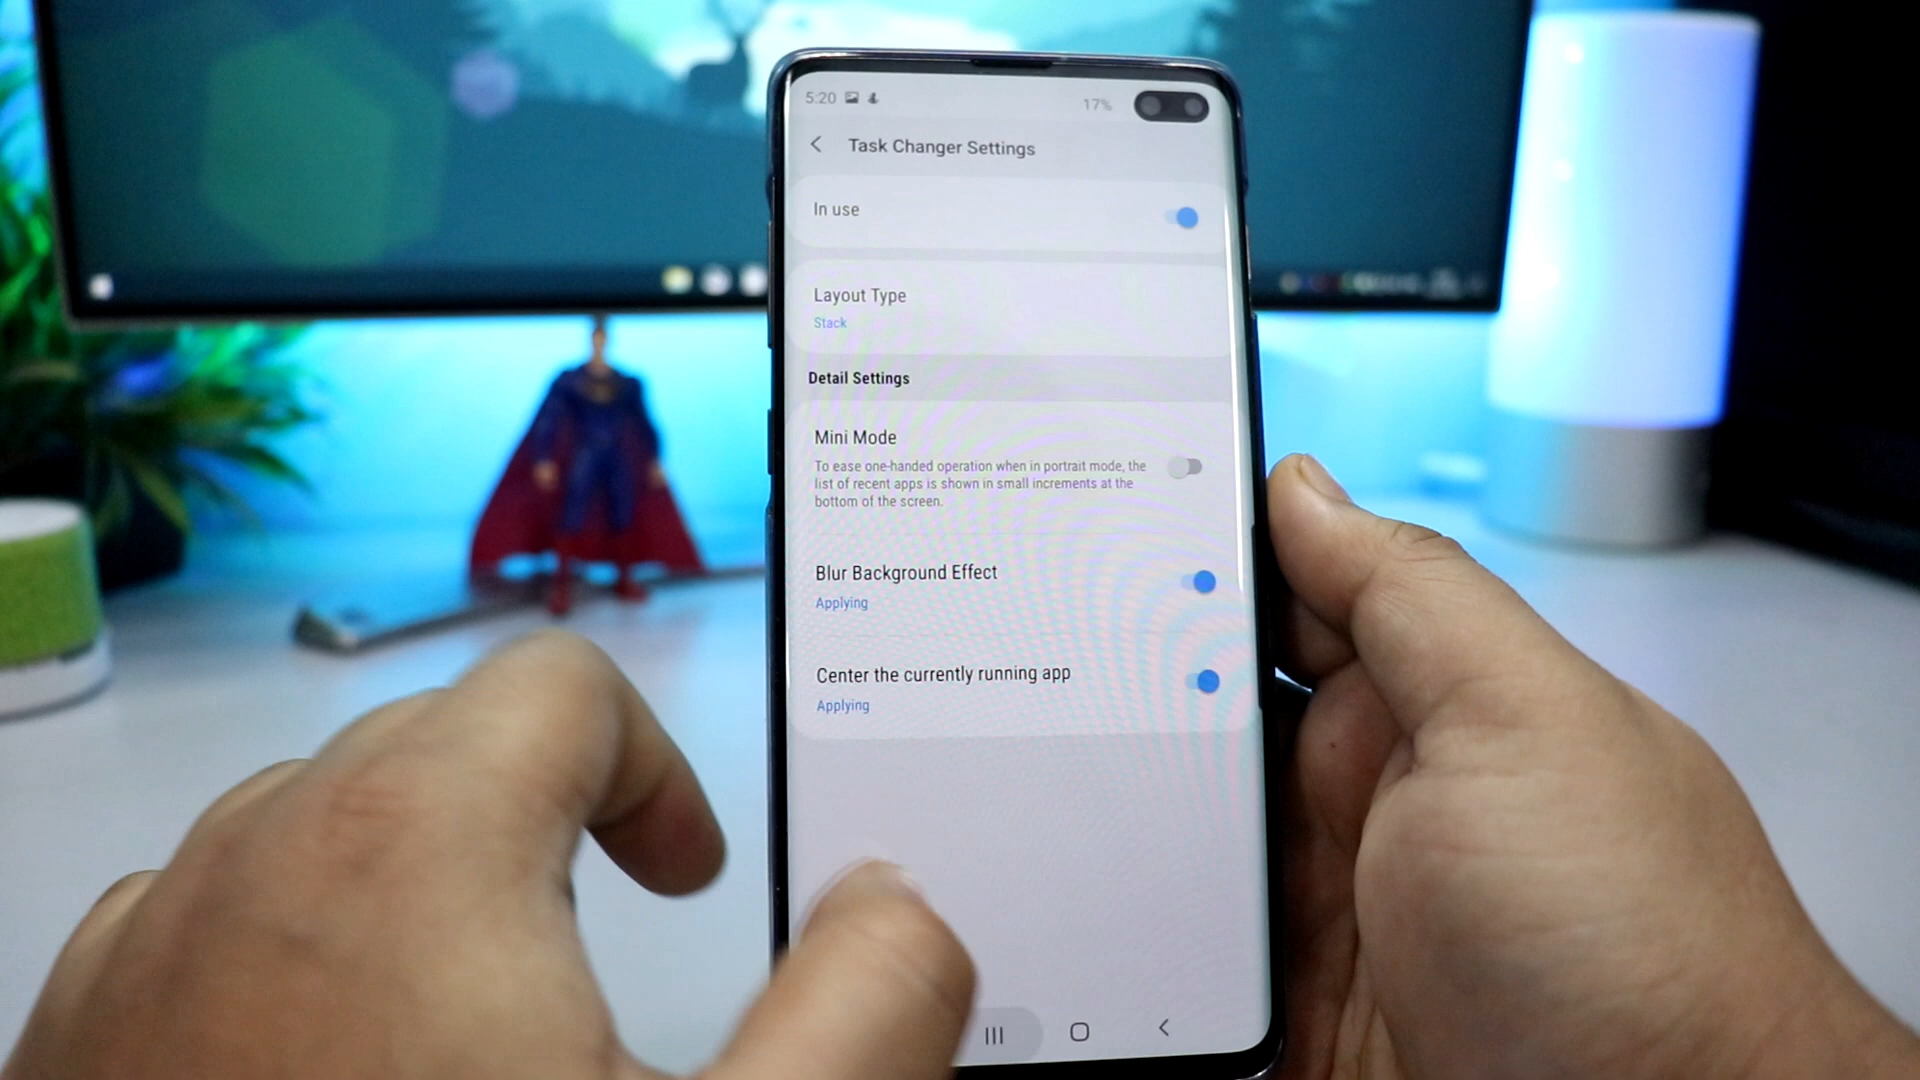 5:20
17%
Task Changer Settings
In use
Layout Type
Stack
Detail Settings
Mini Mode
To ease one-handed operation when in portrait mode, the
list of recent apps is shown in small increments at the
bottom of the screen.
Blur Background Effect
Applying
Center the currently running app
Applying